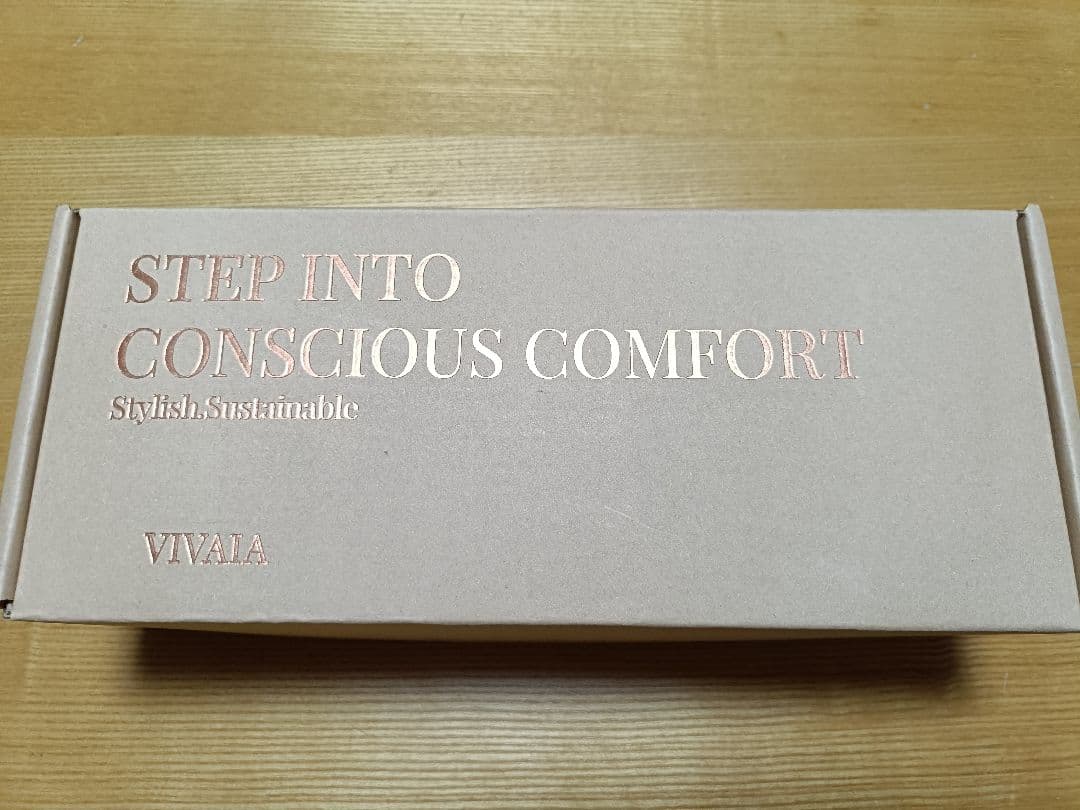 STEP INTO
CONSCIOUS COMFORT
Stylish.Sustainable
VIVAIA